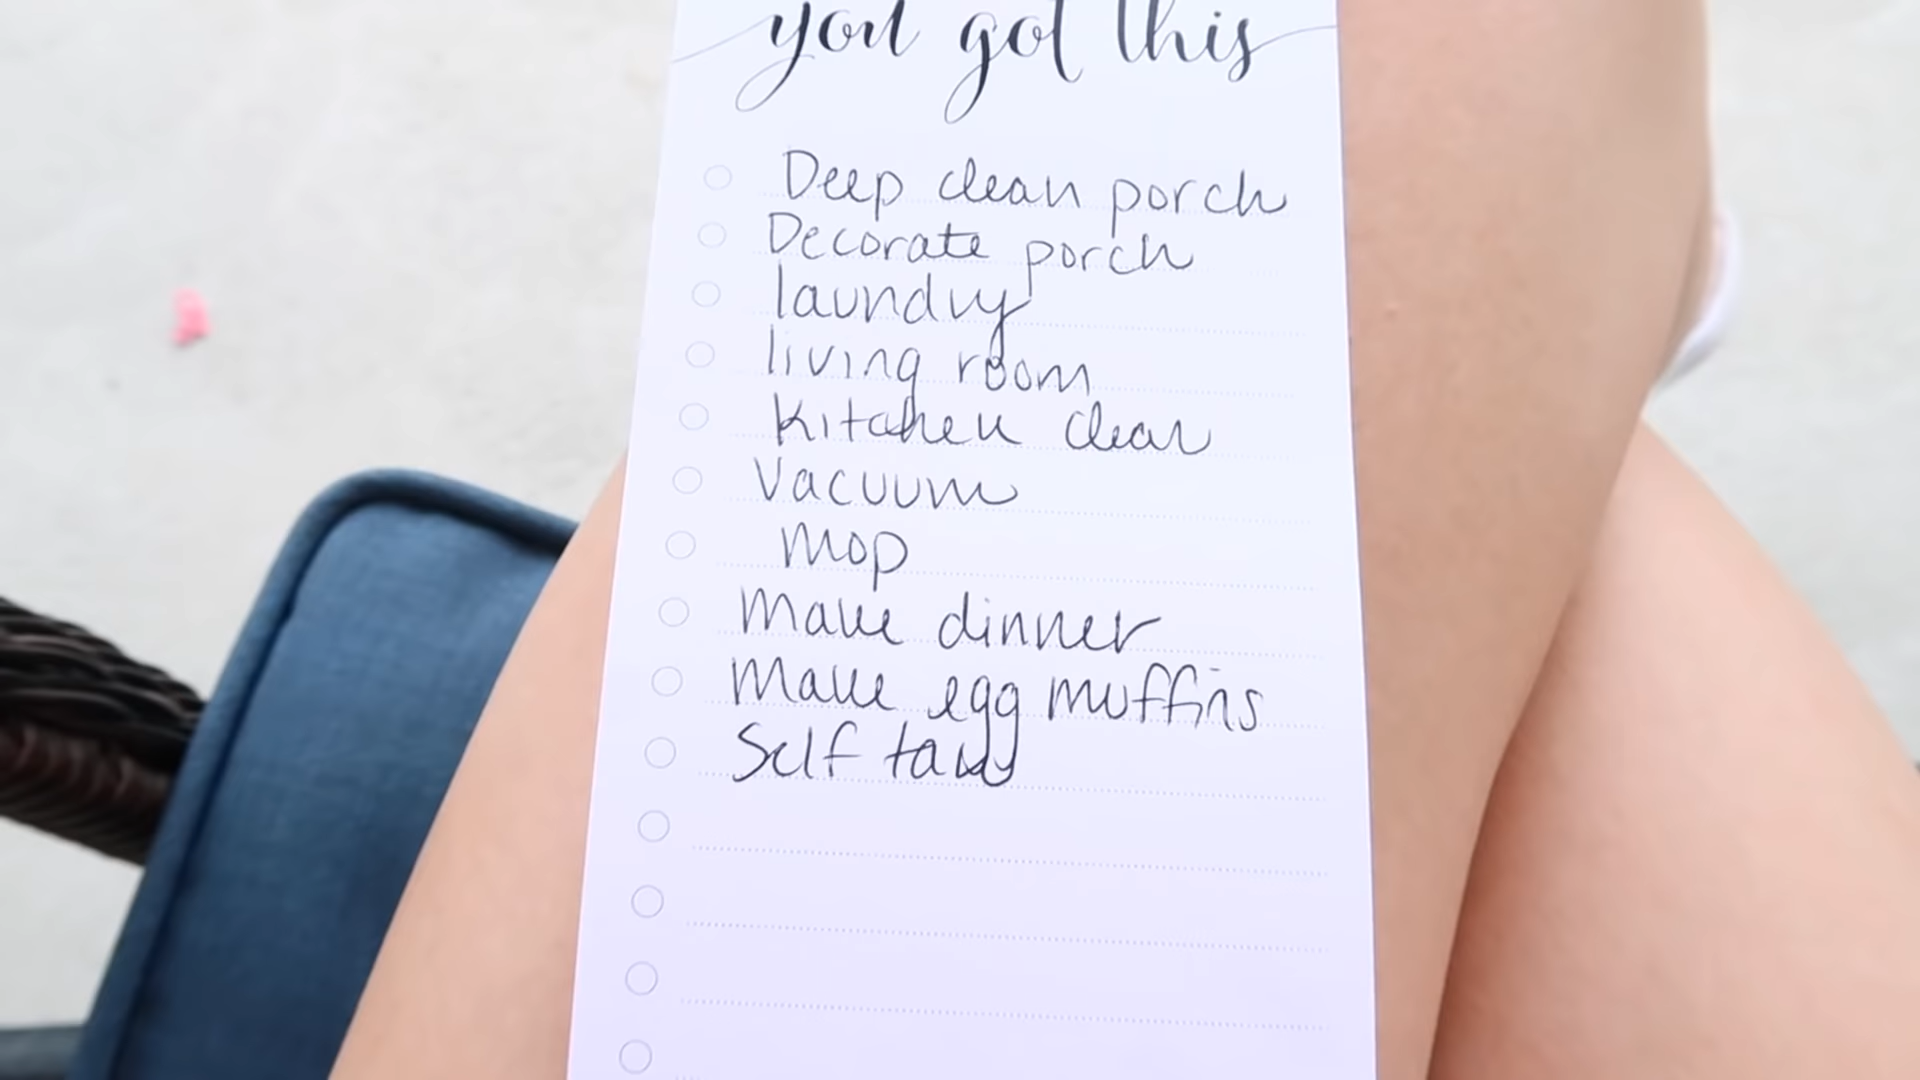 you got this
Deep clean porch
Decorate porch
laundry
living room
Kitchen clean
Vacuum
Mop
Make dinner
Make egg muffins
Self